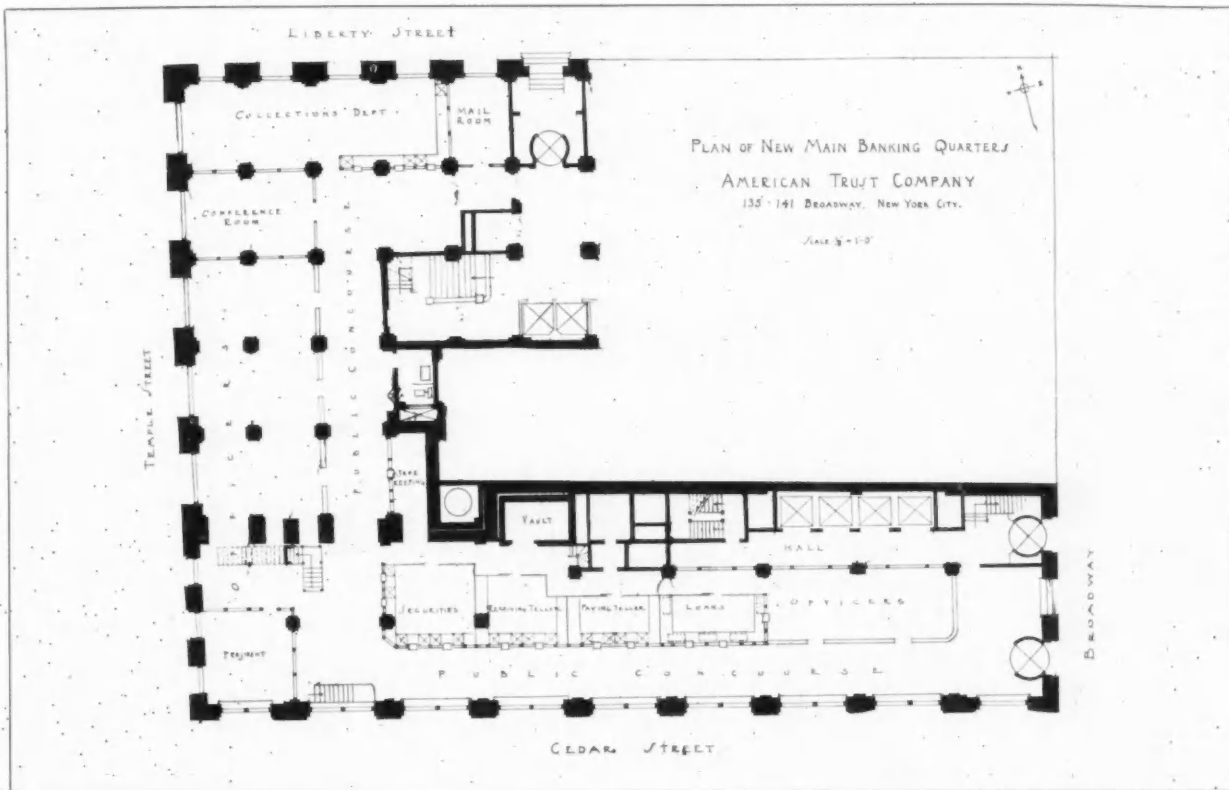 LIBERTY STREET
COLLECTIONS DEPT.
MAIL
ROOM
N
E
S
PLAN OF NEW MAIN BANKING QUARTERS
AMERICAN TRUST COMPANY
135-141 BROADWAY, NEW YORK CITY.
CONFERENCE
ROOM
PUBLIC CONCOURSE
OFFICERS
TEMPLE STREET
SAFE
KEEPING
VAULT
HALL
SECURITIES
RECEIVING TELLER
PAYING TELLER
LOANS
OFFICERS
BROADWAY
PRESIDENT
PUBLIC CONCOURSE
CEDAR STREET